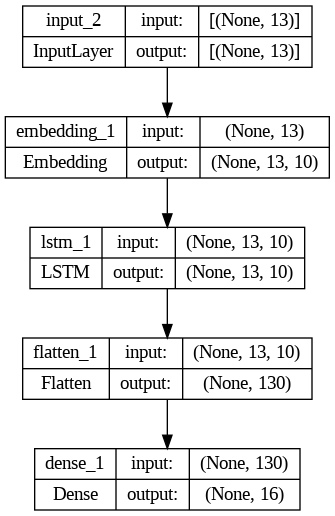 input_2 input: [(None, 13)]
InputLayer output: [(None, 13)]
embedding_1 input: (None, 13)
Embedding output: (None, 13, 10)
lstm_1 input: (None, 13, 10)
LSTM output: (None, 13, 10)
flatten_1 input: (None, 13, 10)
Flatten output: (None, 130)
dense_1 input: (None, 130)
Dense output: (None, 16)